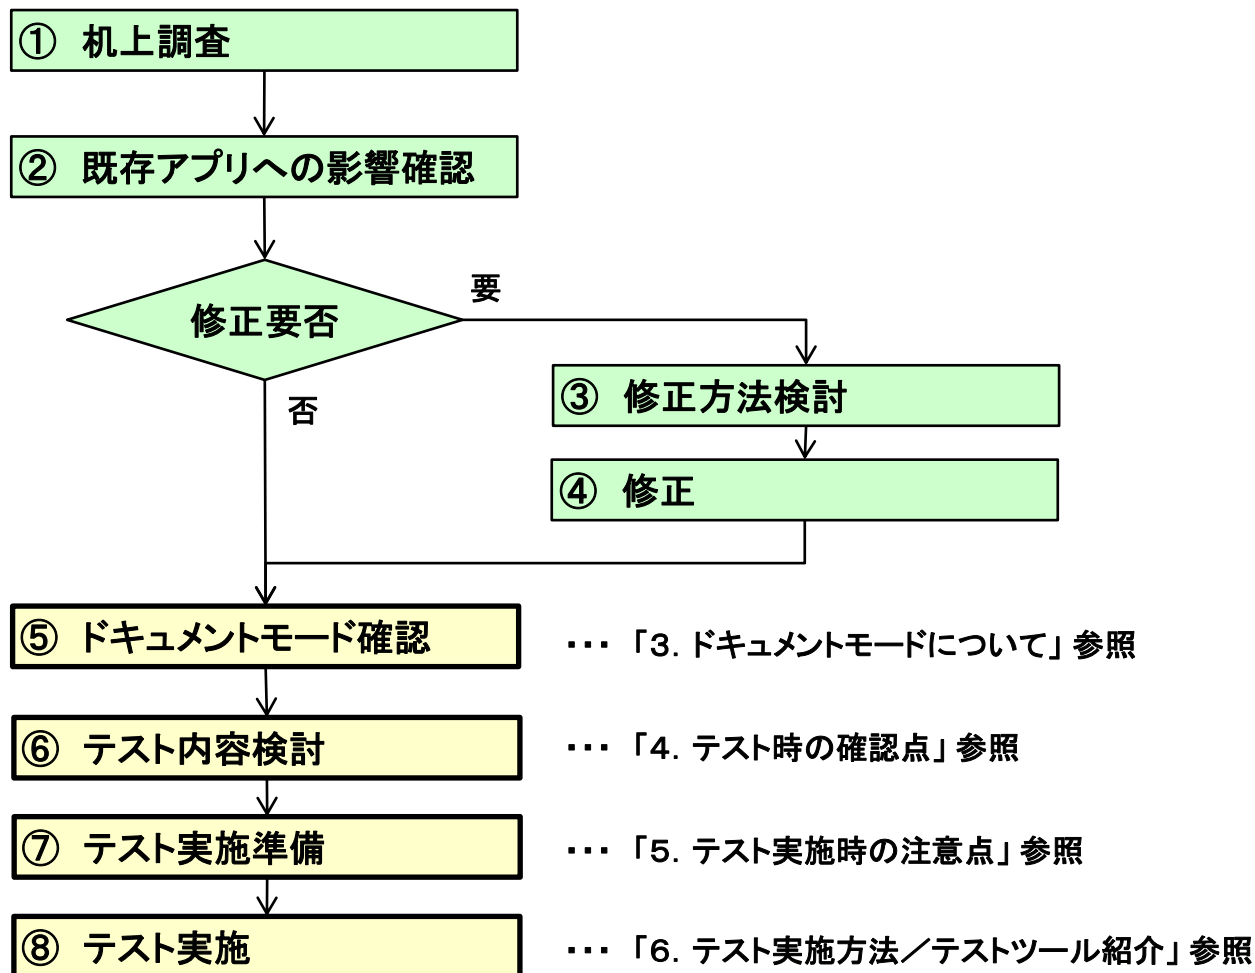 ① 机上調査
② 既存アプリへの影響確認
修正要否
要
否
③ 修正方法検討
④ 修正
⑤ ドキュメントモード確認 ・・・ 「３．ドキュメントモードについて」 参照
⑥ テスト内容検討 ・・・ 「４．テスト時の確認点」 参照
⑦ テスト実施準備 ・・・ 「５．テスト実施時の注意点」 参照
⑧ テスト実施 ・・・ 「６．テスト実施方法／テストツール紹介」 参照